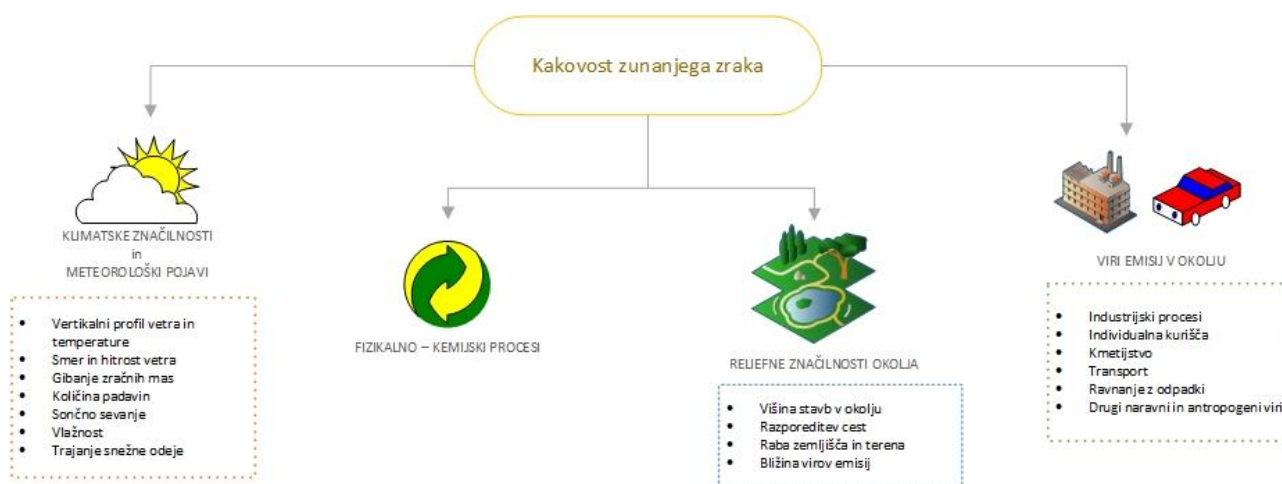 Kakovost zunanjega zraka
KLIMATSKE ZNAČILNOSTI
in
METEOROLOŠKI POJAVI
• Vertikalni profil vetra in
temperature
• Smer in hitrost vetra
• Gibanje zračnih mas
• Količina padavin
• Sončno sevanje
• Vlažnost
• Trajanje snežne odeje
FIZIKALNO – KEMIJSKI PROCESI
RELIEFNE ZNAČILNOSTI OKOLJA
• Višina stavb v okolju
• Razporeditev cest
• Raba zemljišča in terena
• Bližina virov emisij
VIRI EMISIJ V OKOLJU
• Industrijski procesi
• Individualna kurišča
• Kmetijstvo
• Transport
• Ravnanje z odpadki
• Drugi naravni in antropogeni viri